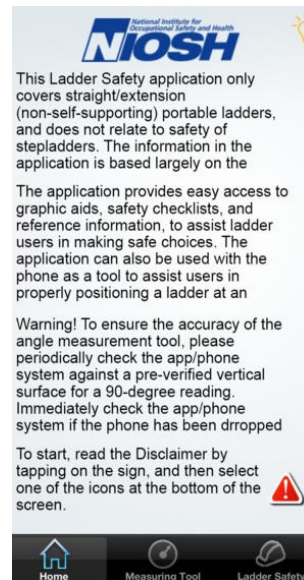 National Institute for
Occupational Safety and Health
NIOSH
This Ladder Safety application only
covers straight/extension
(non-self-supporting) portable ladders,
and does not relate to safety of
stepladders. The information in the
application is based largely on the
The application provides easy access to
graphic aids, safety checklists, and
reference information, to assist ladder
users in making safe choices. The
application can also be used with the
phone as a tool to assist users in
properly positioning a ladder at an
Warning! To ensure the accuracy of the
angle measurement tool, please
periodically check the app/phone
system against a pre-verified vertical
surface for a 90-degree reading.
Immediately check the app/phone
system if the phone has been drropped
To start, read the Disclaimer by
tapping on the sign, and then select
one of the icons at the bottom of the
screen.
Home Measuring Tool Ladder Safety